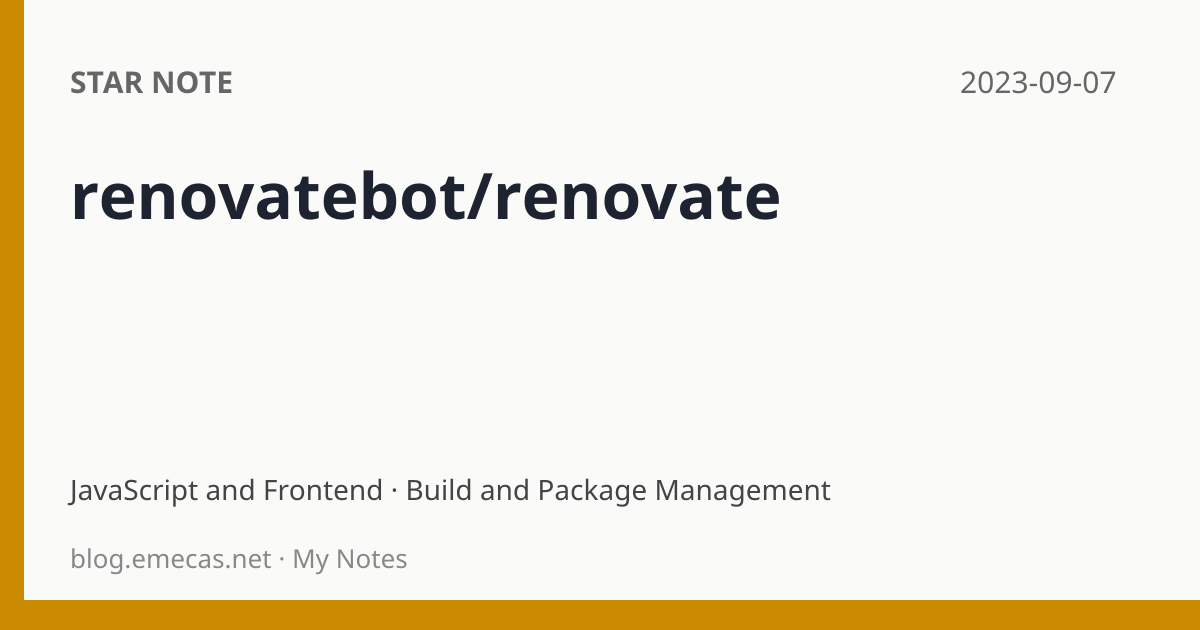 STAR NOTE
2023-09-07
renovatebot/renovate
JavaScript and Frontend · Build and Package Management
blog.emecas.net · My Notes